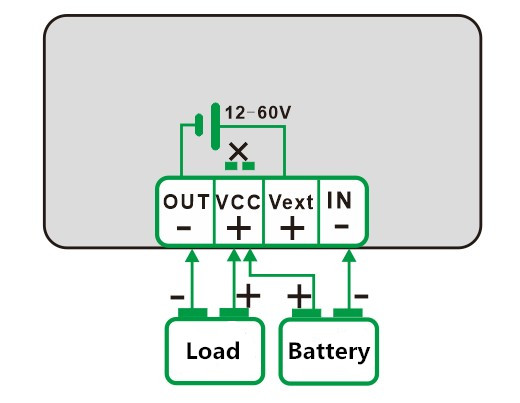 12-60V
OUT VCC Vext IN
- + + -
- + + -
Load Battery